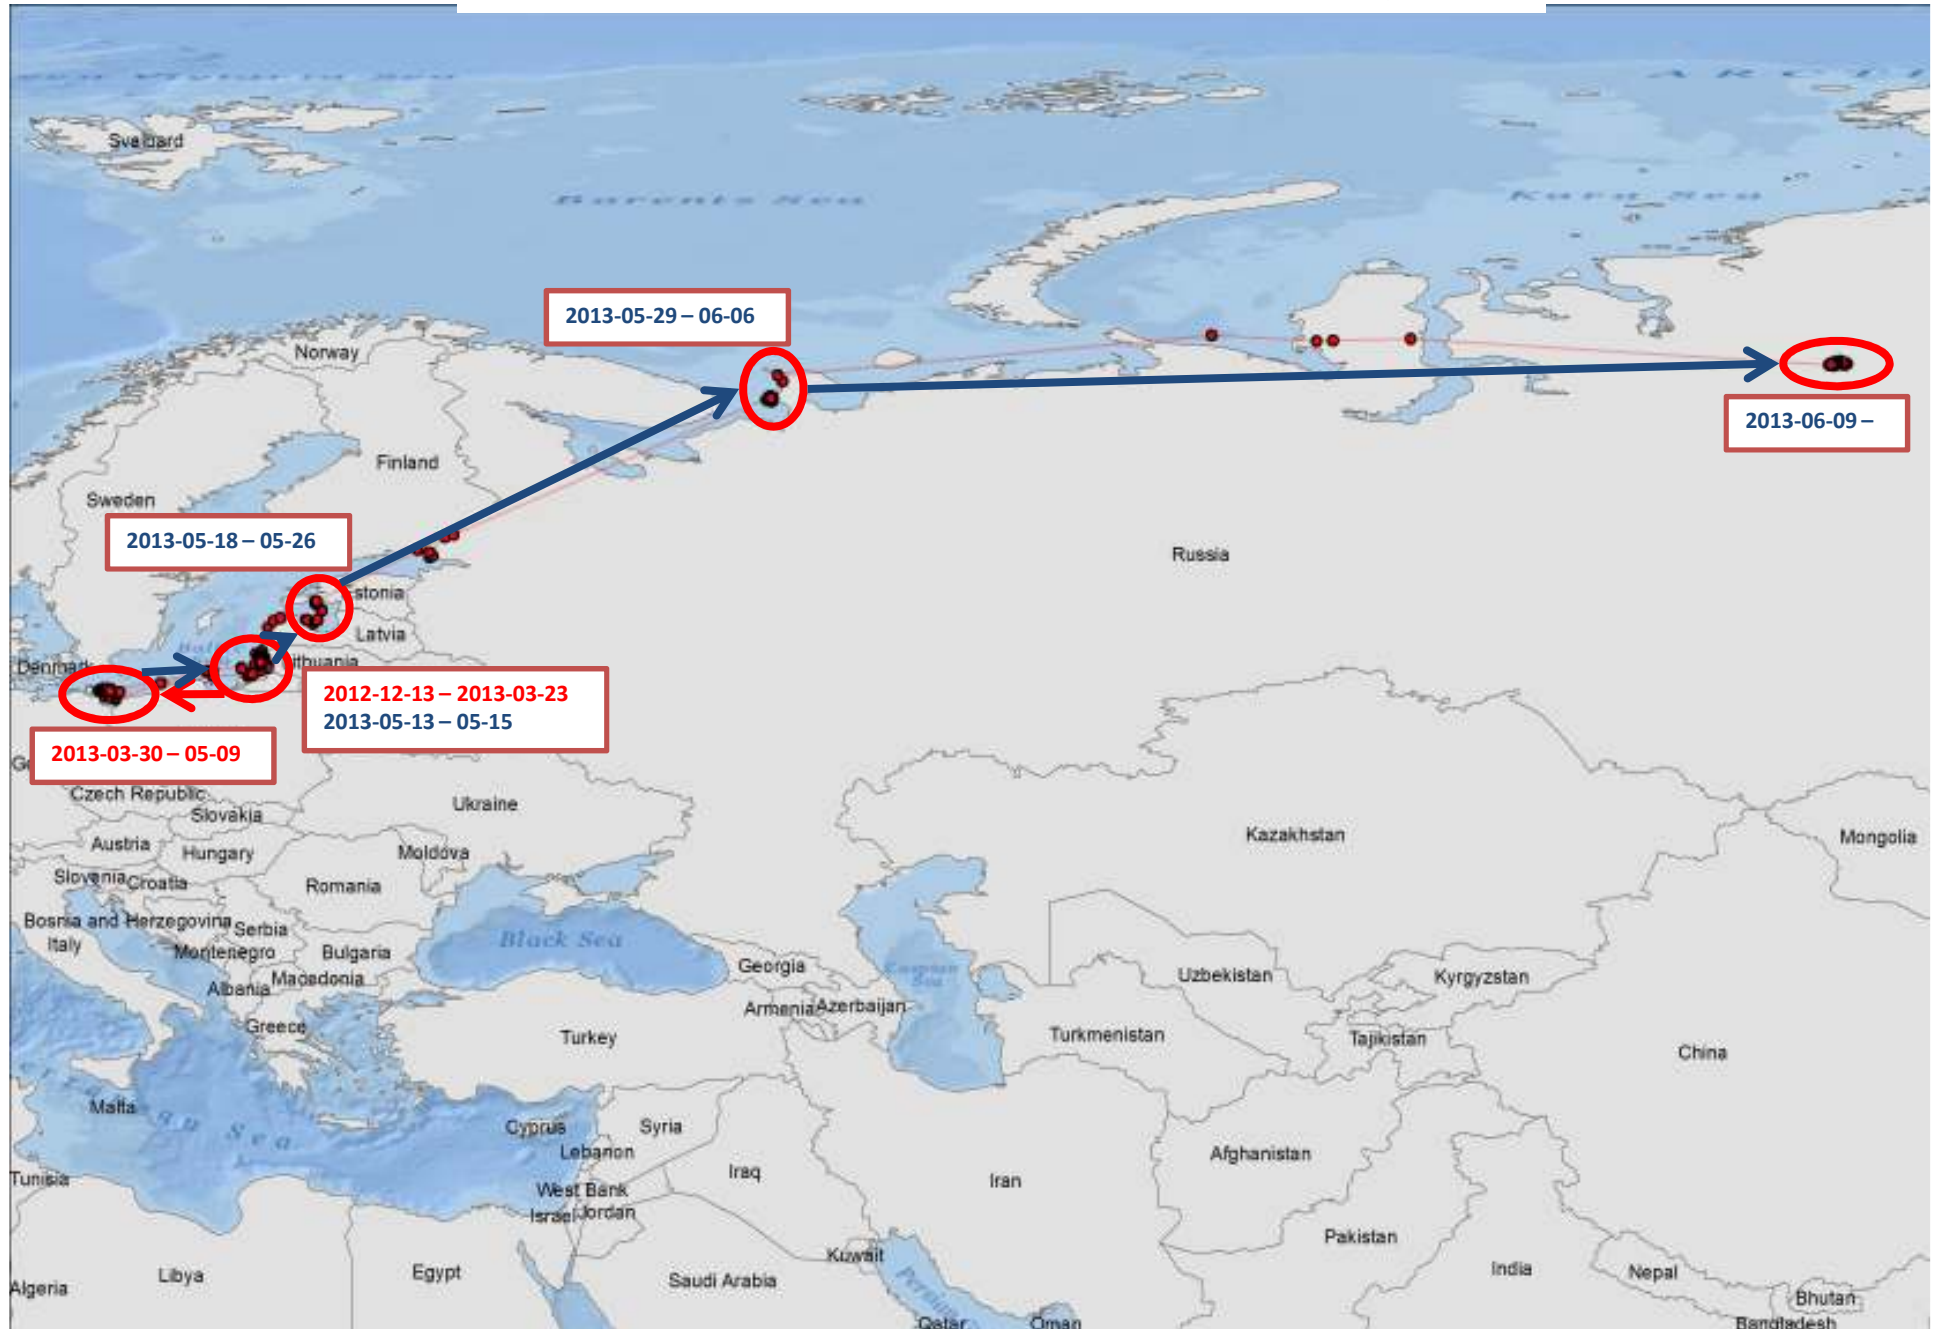 Svalbard
Barents Sea
Kara Sea
2013-05-29 – 06-06
Norway
2013-06-09 –
Finland
Sweden
2013-05-18 – 05-26
Russia
stonia
Latvia
Denmark
ithuania
2012-12-13 – 2013-03-23
2013-05-13 – 05-15
2013-03-30 – 05-09
Czech Republic
Ukraine
Slovakia
Kazakhstan
Mongolia
Austria
Hungary
Moldova
Slovenia
Croatia
Romania
Bosnia and Herzegovina
Serbia
Italy
Black Sea
Montenegro
Bulgaria
Georgia
Caspian
Sea
Uzbekistan
Kyrgyzstan
Albania
Macedonia
Armenia
Azerbaijan
Greece
Turkey
Turkmenistan
Tajikistan
China
Malta
Sea
Cyprus
Syria
Lebanon
Afghanistan
Tunisia
Iraq
Iran
West Bank
Israel
Jordan
Pakistan
Kuwait
Algeria
Libya
Egypt
Saudi Arabia
Persian
India
Nepal
Bhutan
Qatar
Oman
Bangladesh